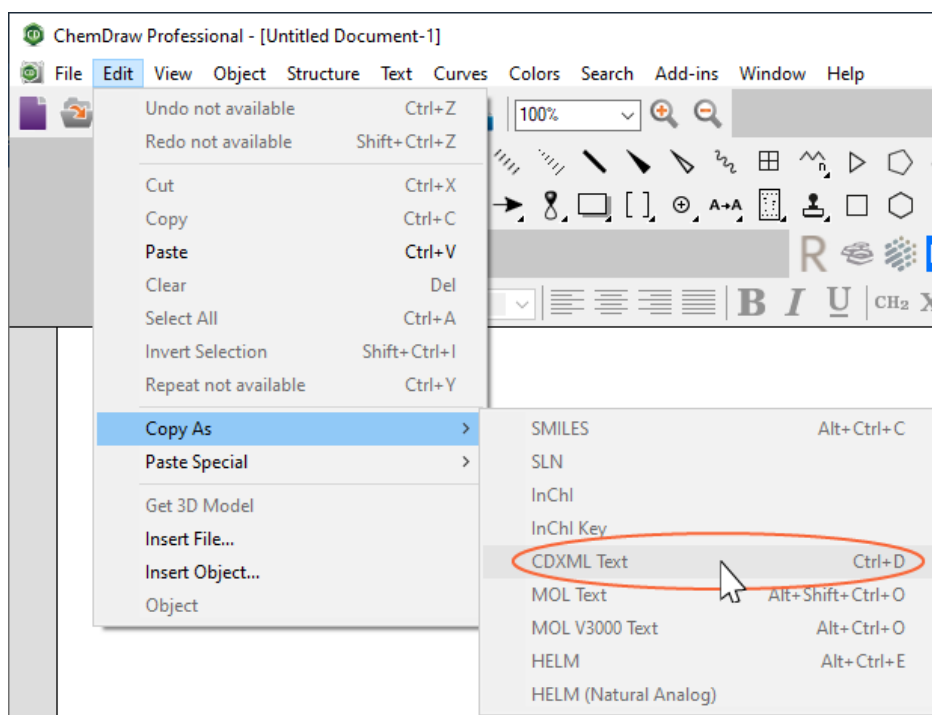 ChemDraw Professional - [Untitled Document-1]
File Edit View Object Structure Text Curves Colors Search Add-ins Window Help
Undo not available Ctrl+Z
100%
Redo not available Shift+Ctrl+Z
Cut Ctrl+X
Copy Ctrl+C
A→A
Paste Ctrl+V
R
Clear Del
Select All Ctrl+A
B I U CH₂
Invert Selection Shift+Ctrl+I
Repeat not available Ctrl+Y
Copy As
Paste Special
Get 3D Model
Insert File...
Insert Object...
Object
SMILES Alt+Ctrl+C
SLN
InChI
InChI Key
CDXML Text Ctrl+D
MOL Text Alt+Shift+Ctrl+O
MOL V3000 Text Alt+Ctrl+O
HELM Alt+Ctrl+E
HELM (Natural Analog)